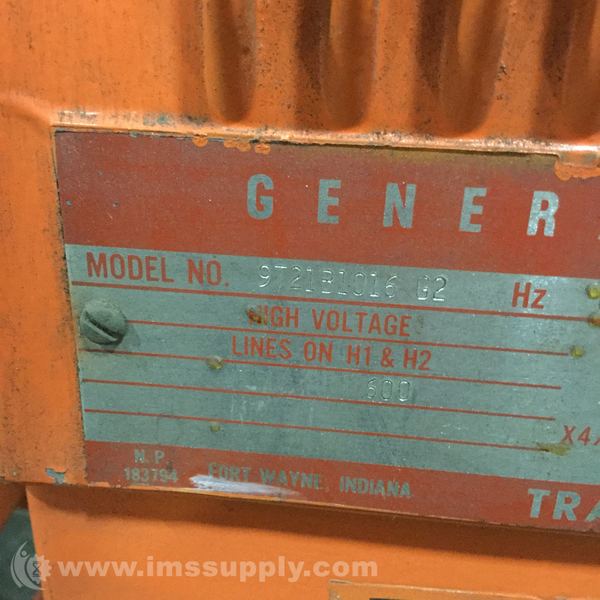 GENER
MODEL NO. 9T21B1016 G2 Hz
HIGH VOLTAGE
LINES ON H1 & H2
600
X4
N.P.
183794 FORT WAYNE, INDIANA
TRA
www.imssupply.com